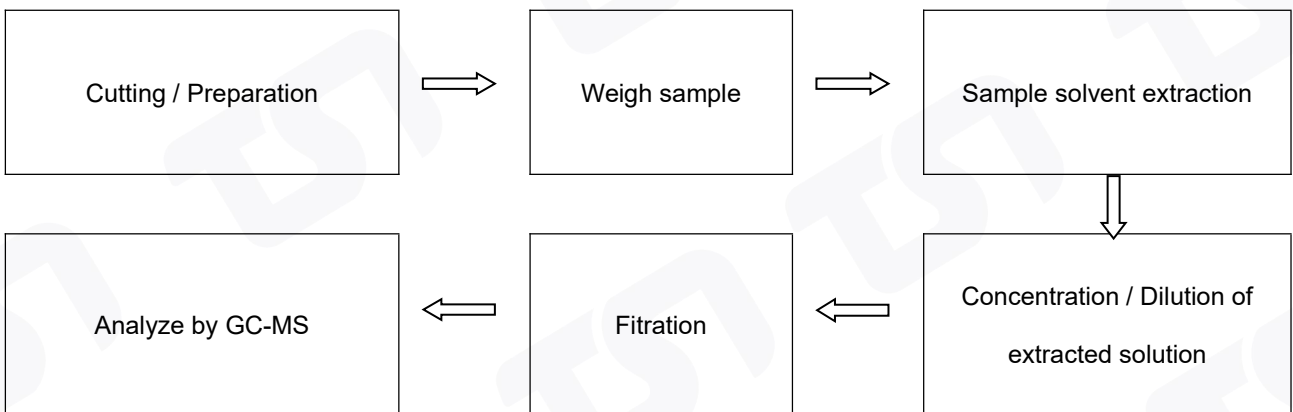 Cutting / Preparation
Weigh sample
Sample solvent extraction
Concentration / Dilution of
extracted solution
Fitration
Analyze by GC-MS